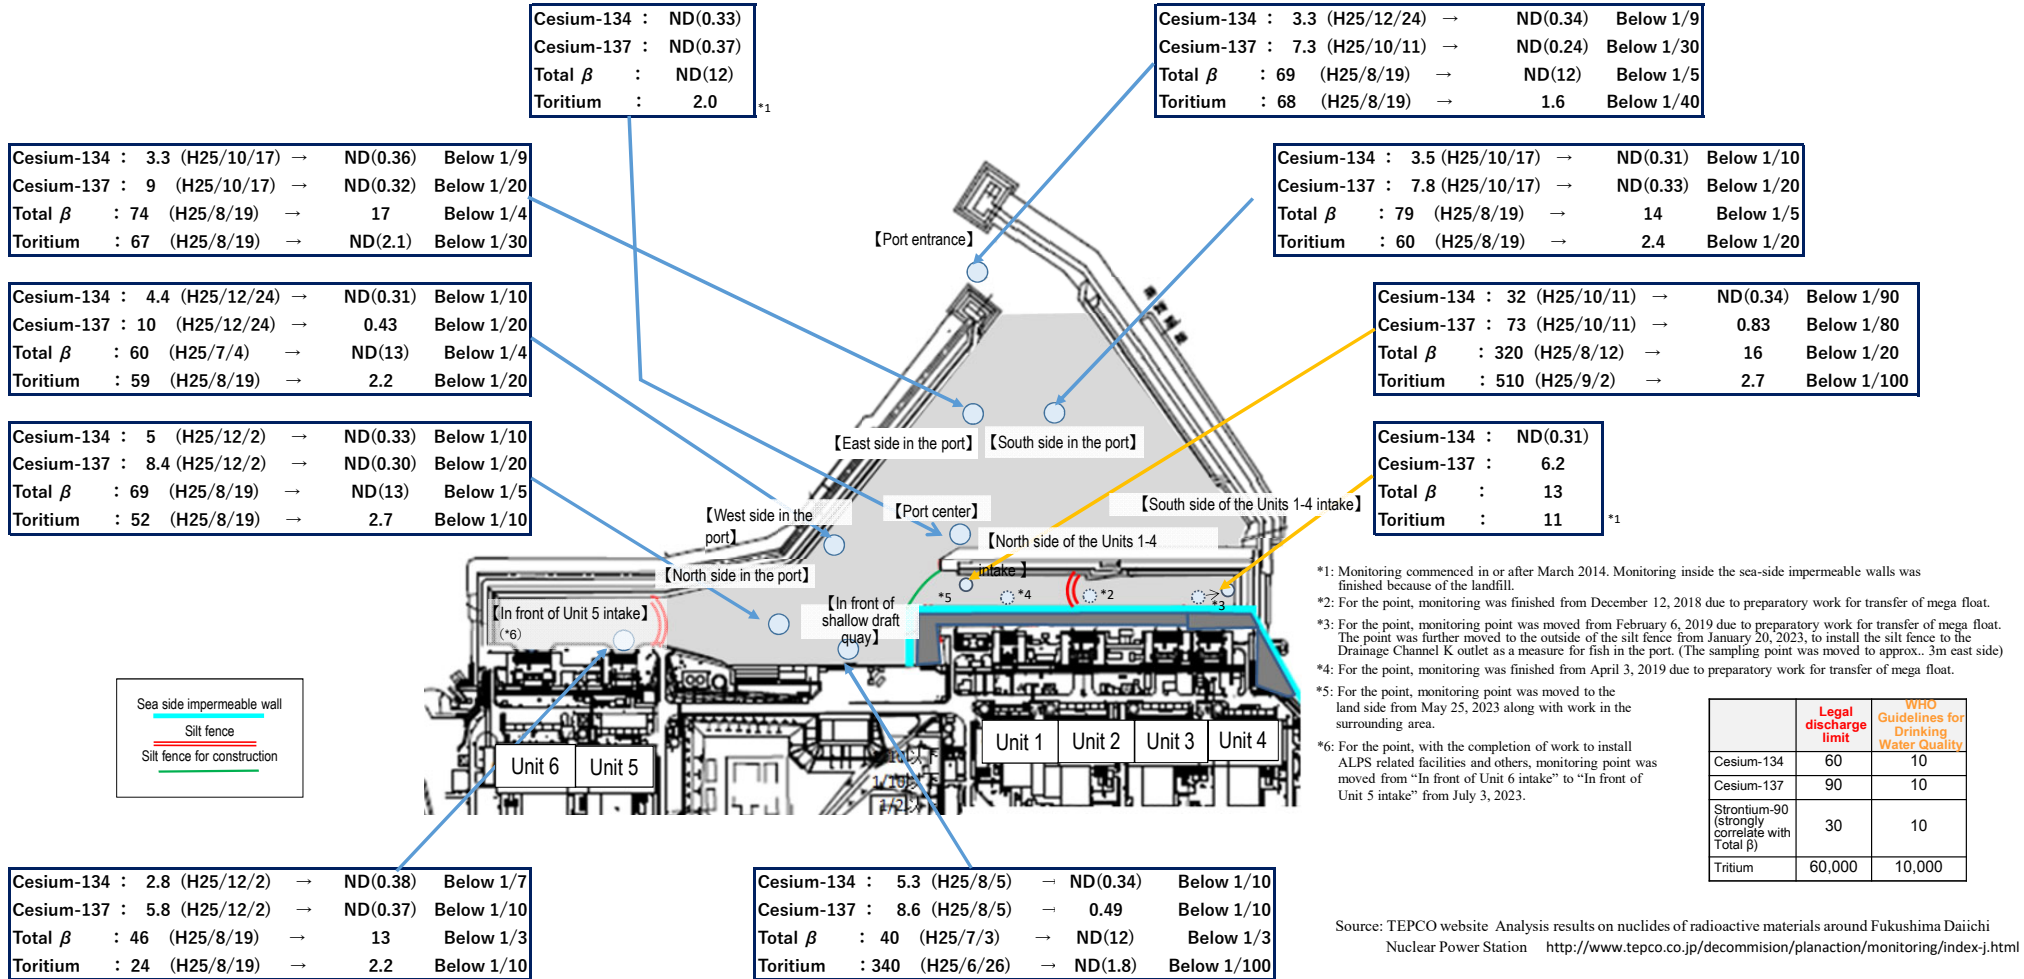 Cesium-134 : ND(0.33)
Cesium-137 : ND(0.37)
Total β : ND(12)
Toritium : 2.0
*1
Cesium-134 : 3.3 (H25/12/24) → ND(0.34) Below 1/9
Cesium-137 : 7.3 (H25/10/11) → ND(0.24) Below 1/30
Total β : 69 (H25/8/19) → ND(12) Below 1/5
Toritium : 68 (H25/8/19) → 1.6 Below 1/40
Cesium-134 : 3.3 (H25/10/17) → ND(0.36) Below 1/9
Cesium-137 : 9 (H25/10/17) → ND(0.32) Below 1/20
Total β : 74 (H25/8/19) → 17 Below 1/4
Toritium : 67 (H25/8/19) → ND(2.1) Below 1/30
Cesium-134 : 3.5 (H25/10/17) → ND(0.31) Below 1/10
Cesium-137 : 7.8 (H25/10/17) → ND(0.33) Below 1/20
Total β : 79 (H25/8/19) → 14 Below 1/5
Toritium : 60 (H25/8/19) → 2.4 Below 1/20
Cesium-134 : 4.4 (H25/12/24) → ND(0.31) Below 1/10
Cesium-137 : 10 (H25/12/24) → 0.43 Below 1/20
Total β : 60 (H25/7/4) → ND(13) Below 1/4
Toritium : 59 (H25/8/19) → 2.2 Below 1/20
Cesium-134 : 32 (H25/10/11) → ND(0.34) Below 1/90
Cesium-137 : 73 (H25/10/11) → 0.83 Below 1/80
Total β : 320 (H25/8/12) → 16 Below 1/20
Toritium : 510 (H25/9/2) → 2.7 Below 1/100
Cesium-134 : 5 (H25/12/2) → ND(0.33) Below 1/10
Cesium-137 : 8.4 (H25/12/2) → ND(0.30) Below 1/20
Total β : 69 (H25/8/19) → ND(13) Below 1/5
Toritium : 52 (H25/8/19) → 2.7 Below 1/10
Cesium-134 : ND(0.31)
Cesium-137 : 6.2
Total β : 13
Toritium : 11
*1
【Port entrance】
【East side in the port】
【South side in the port】
【West side in the
port】
【Port center】
【South side of the Units 1-4 intake】
【North side of the Units 1-4
intake】
【North side in the port】
【In front of
shallow draft
quay】
【In front of Unit 5 intake】
(*6)
*5
*4
*2
*3
Unit 6
Unit 5
Unit 1
Unit 2
Unit 3
Unit 4
以下
1/10以下
1/2以
Sea side impermeable wall
Silt fence
Silt fence for construction
*1: Monitoring commenced in or after March 2014. Monitoring inside the sea-side impermeable walls was
finished because of the landfill.
*2: For the point, monitoring was finished from December 12, 2018 due to preparatory work for transfer of mega float.
*3: For the point, monitoring point was moved from February 6, 2019 due to preparatory work for transfer of mega float.
The point was further moved to the outside of the silt fence from January 20, 2023, to install the silt fence to the
Drainage Channel K outlet as a measure for fish in the port. (The sampling point was moved to approx.. 3m east side)
*4: For the point, monitoring was finished from April 3, 2019 due to preparatory work for transfer of mega float.
*5: For the point, monitoring point was moved to the
land side from May 25, 2023 along with work in the
surrounding area.
*6: For the point, with the completion of work to install
ALPS related facilities and others, monitoring point was
moved from “In front of Unit 6 intake” to “In front of
Unit 5 intake” from July 3, 2023.
Legal
discharge
limit
WHO
Guidelines for
Drinking
Water Quality
Cesium-134 60 10
Cesium-137 90 10
Strontium-90
(strongly
correlate with
Total β) 30 10
Tritium 60,000 10,000
Cesium-134 : 2.8 (H25/12/2) → ND(0.38) Below 1/7
Cesium-137 : 5.8 (H25/12/2) → ND(0.37) Below 1/10
Total β : 46 (H25/8/19) → 13 Below 1/3
Toritium : 24 (H25/8/19) → 2.2 Below 1/10
Cesium-134 : 5.3 (H25/8/5) → ND(0.34) Below 1/10
Cesium-137 : 8.6 (H25/8/5) → 0.49 Below 1/10
Total β : 40 (H25/7/3) → ND(12) Below 1/3
Toritium : 340 (H25/6/26) → ND(1.8) Below 1/100
Source: TEPCO website Analysis results on nuclides of radioactive materials around Fukushima Daiichi
Nuclear Power Station http://www.tepco.co.jp/decommision/planaction/monitoring/index-j.html